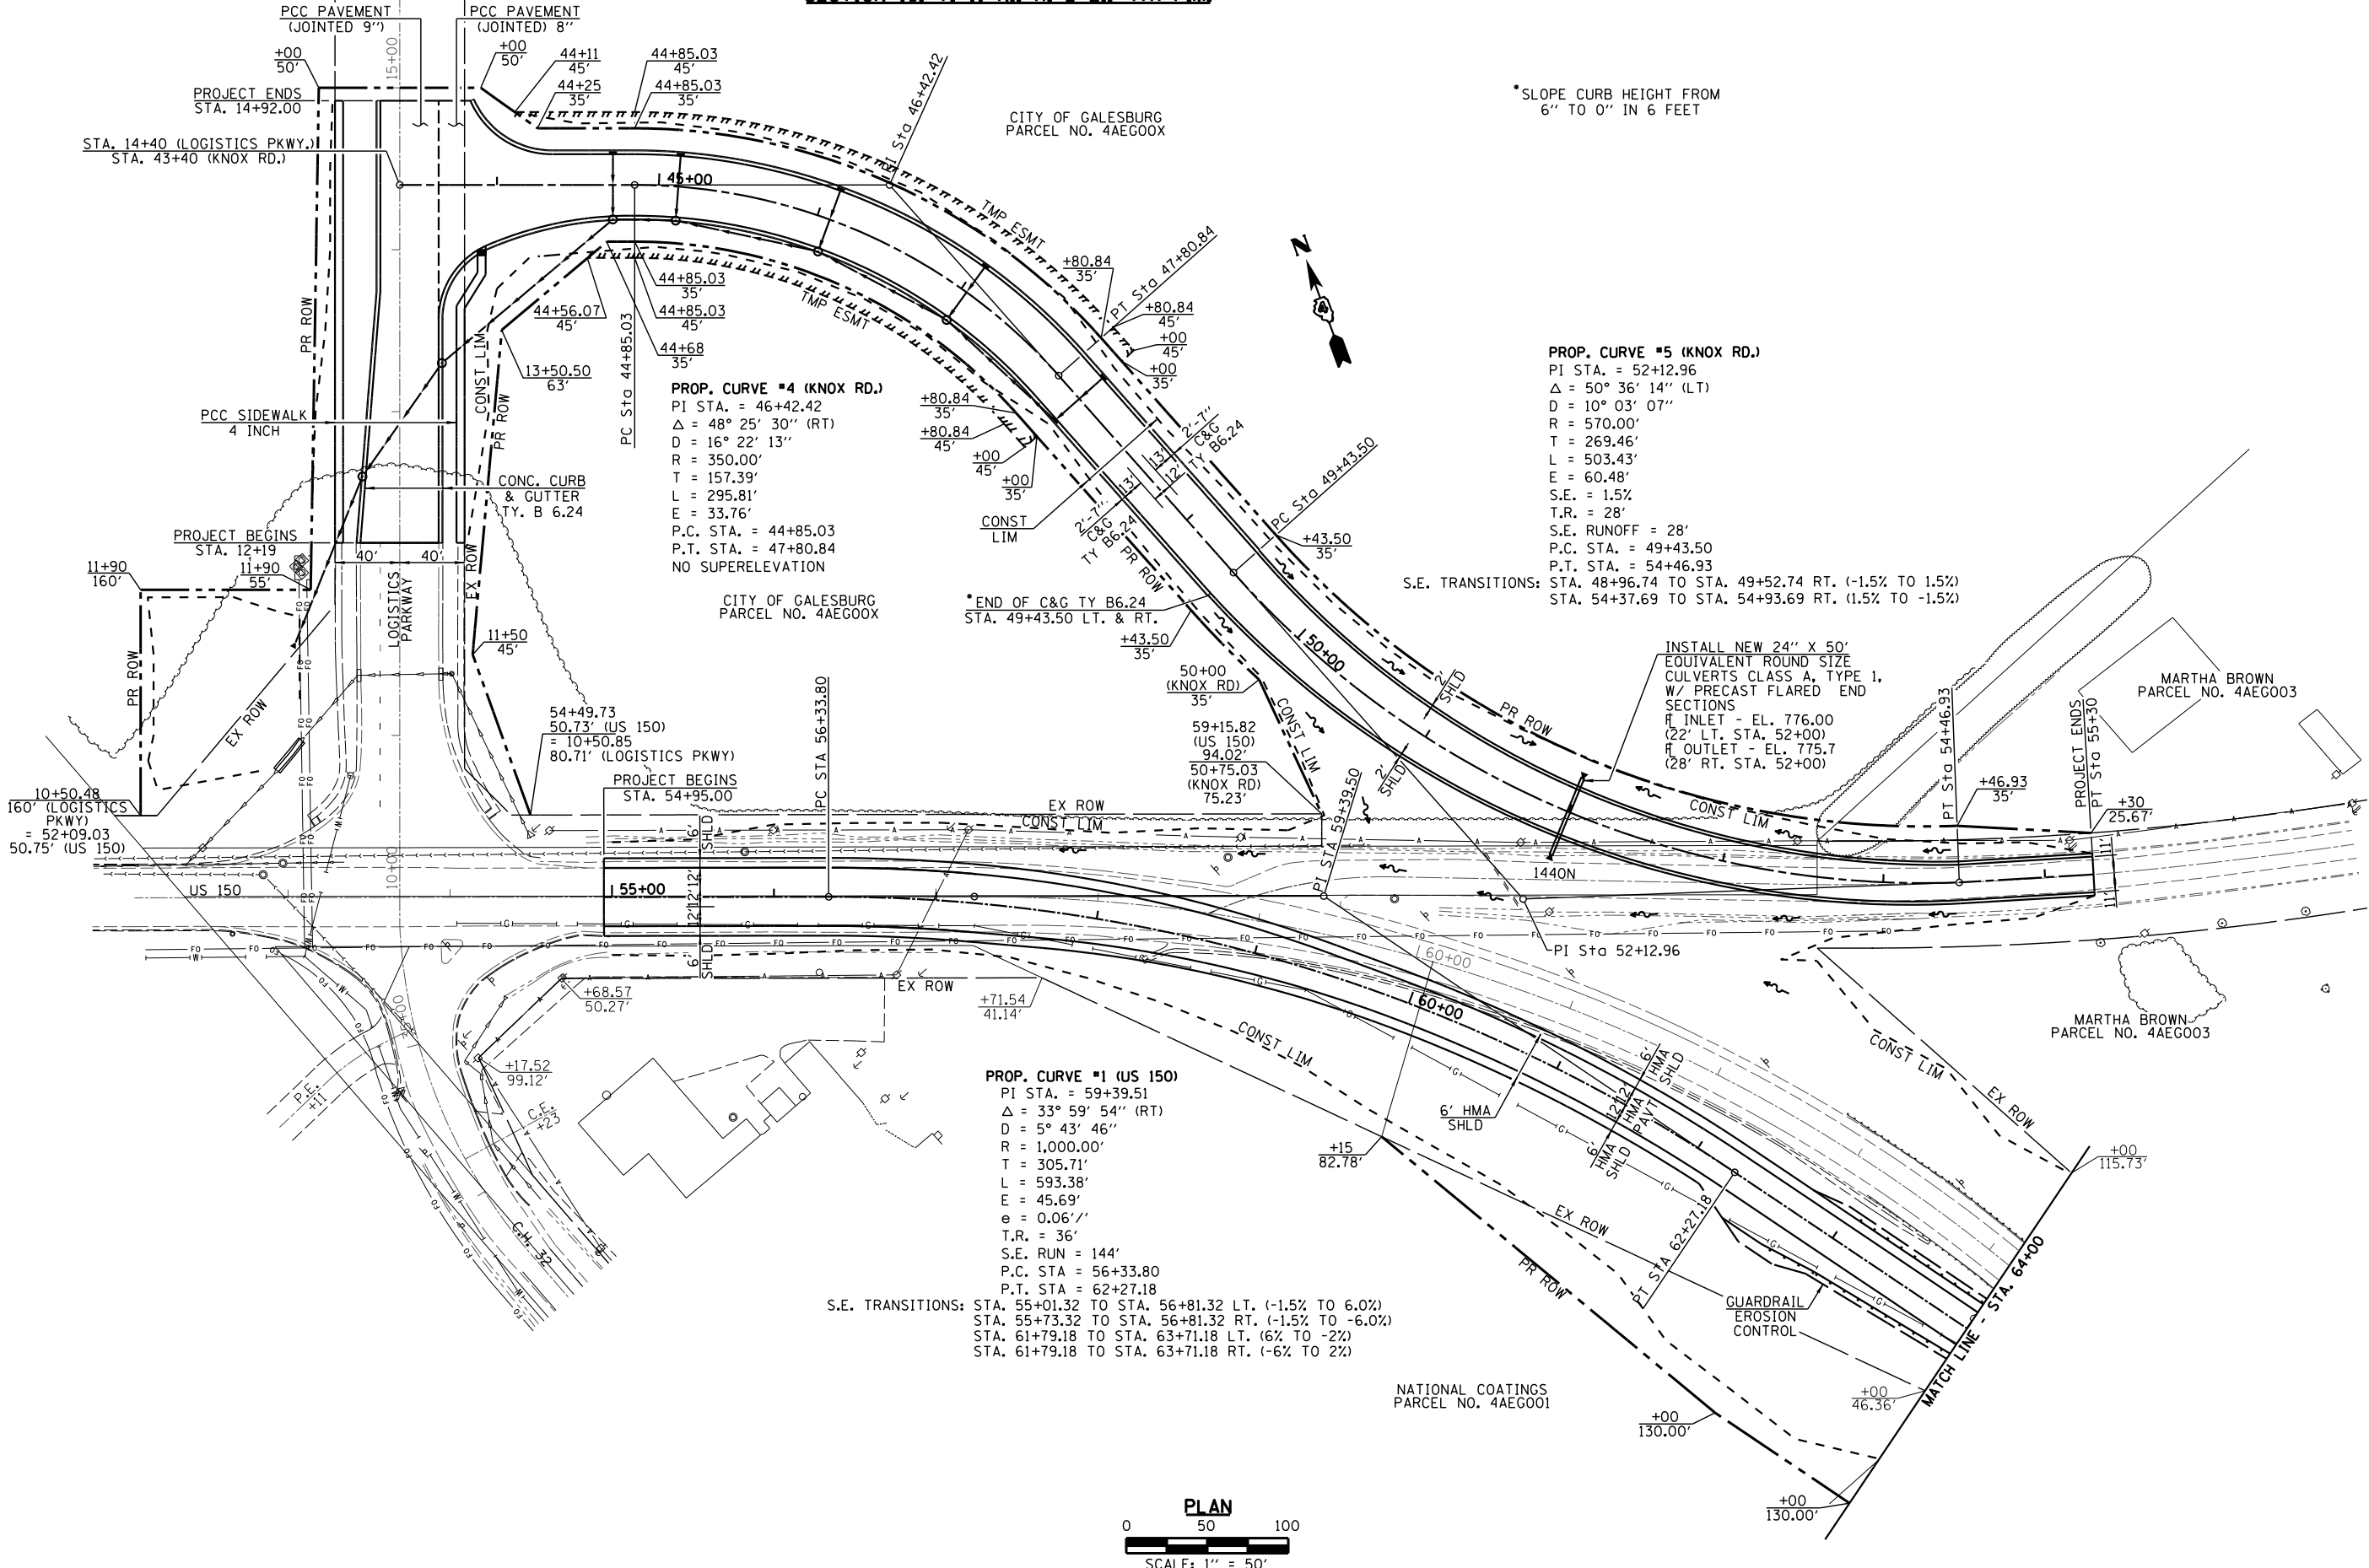 PCC PAVEMENT
(JOINTED 9'')
PCC PAVEMENT
(JOINTED) 8''
+00
50'
+00
50'
15+00
44+11
45'
44+25
35'
44+85.03
45'
44+85.03
35'
PI Sta 46+42.42
PROJECT ENDS
STA. 14+92.00
STA. 14+40 (LOGISTICS PKWY.)
STA. 43+40 (KNOX RD.)
CITY OF GALESBURG
PARCEL NO. 4AEG00X
*SLOPE CURB HEIGHT FROM
6'' TO 0'' IN 6 FEET
45+00
TMP ESMT
TMP ESMT
N
+80.84
35'
PT Sta 47+80.84
+80.84
45'
+00
45'
+00
35'
PR ROW
44+56.07
45'
44+85.03
35'
44+85.03
45'
44+68
35'
PC Sta 44+85.03
13+50.50
63'
CONST LIM
PR ROW
PCC SIDEWALK
4 INCH
PROP. CURVE #4 (KNOX RD.)
PI STA. = 46+42.42
Δ = 48° 25' 30'' (RT)
D = 16° 22' 13''
R = 350.00'
T = 157.39'
L = 295.81'
E = 33.76'
P.C. STA. = 44+85.03
P.T. STA. = 47+80.84
NO SUPERELEVATION
+80.84
35'
+80.84
45'
+00
45'
+00
35'
2'-7''
C&G
TY B6.24
13'
12'
13'
2'-7''
C&G
TY B6.24
CONST
LIM
PR ROW
PC Sta 49+43.50
+43.50
35'
PROP. CURVE #5 (KNOX RD.)
PI STA. = 52+12.96
Δ = 50° 36' 14'' (LT)
D = 10° 03' 07''
R = 570.00'
T = 269.46'
L = 503.43'
E = 60.48'
S.E. = 1.5%
T.R. = 28'
S.E. RUNOFF = 28'
P.C. STA. = 49+43.50
P.T. STA. = 54+46.93
S.E. TRANSITIONS: STA. 48+96.74 TO STA. 49+52.74 RT. (-1.5% TO 1.5%)
STA. 54+37.69 TO STA. 54+93.69 RT. (1.5% TO -1.5%)
CONC. CURB
& GUTTER
TY. B 6.24
PROJECT BEGINS
STA. 12+19
11+90
160'
11+90
55'
40'
40'
LOGISTICS
PARKWAY
EX ROW
CITY OF GALESBURG
PARCEL NO. 4AEG00X
*END OF C&G TY B6.24
STA. 49+43.50 LT. & RT.
+43.50
35'
11+50
45'
PR ROW
EX ROW
50+00
(KNOX RD)
35'
50+00
CONST LIM
2'
SHLD
PR ROW
INSTALL NEW 24'' X 50'
EQUIVALENT ROUND SIZE
CULVERTS CLASS A, TYPE 1,
W/ PRECAST FLARED END
SECTIONS
FL INLET - EL. 776.00
(22' LT. STA. 52+00)
FL OUTLET - EL. 775.7
(28' RT. STA. 52+00)
MARTHA BROWN
PARCEL NO. 4AEG003
PT Sta 54+46.93
PROJECT ENDS
PT Sta 55+30
+46.93
35'
+30
25.67'
54+49.73
50.73' (US 150)
= 10+50.85
80.71' (LOGISTICS PKWY)
PROJECT BEGINS
STA. 54+95.00
PC STA 56+33.80
59+15.82
(US 150)
94.02'
50+75.03
(KNOX RD)
75.23'
PI STA 59+39.50
2'
SHLD
10+50.48
160' (LOGISTICS
PKWY)
= 52+09.03
50.75' (US 150)
EX ROW
CONST LIM
6'
SHLD
CONST LIM
10+00
US 150
55+00
12'
12'
6'
SHLD
1440N
11'
11'
PI Sta 52+12.96
60+00
EX ROW
+68.57
50.27'
+71.54
41.14'
60+00
CONST LIM
MARTHA BROWN
PARCEL NO. 4AEG003
CONST LIM
EX ROW
+17.52
99.12'
P.E.
+11
C.E.
+23
C.H. 32
PROP. CURVE #1 (US 150)
PI STA. = 59+39.51
Δ = 33° 59' 54'' (RT)
D = 5° 43' 46''
R = 1,000.00'
T = 305.71'
L = 593.38'
E = 45.69'
e = 0.06'/'
T.R. = 36'
S.E. RUN = 144'
P.C. STA = 56+33.80
P.T. STA = 62+27.18
S.E. TRANSITIONS: STA. 55+01.32 TO STA. 56+81.32 LT. (-1.5% TO 6.0%)
STA. 55+73.32 TO STA. 56+81.32 RT. (-1.5% TO -6.0%)
STA. 61+79.18 TO STA. 63+71.18 LT. (6% TO -2%)
STA. 61+79.18 TO STA. 63+71.18 RT. (-6% TO 2%)
6' HMA
SHLD
+15
82.78'
6'
HMA
SHLD
12'
12'
HMA
PAVT
6'
HMA
SHLD
+00
115.73'
EX ROW
PR ROW
PT STA 62+27.18
GUARDRAIL
EROSION
CONTROL
MATCH LINE - STA. 64+00
NATIONAL COATINGS
PARCEL NO. 4AEG001
+00
130.00'
+00
46.36'
+00
130.00'
PLAN
0 50 100
SCALE: 1'' = 50'